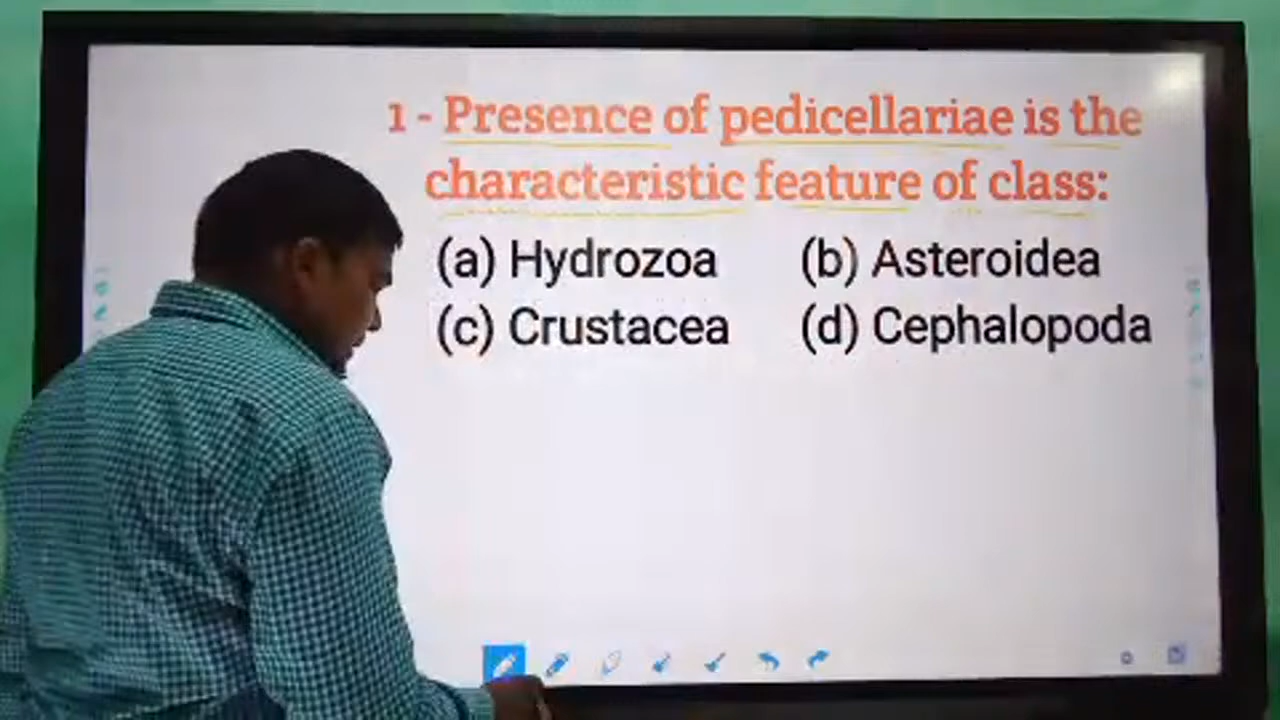 1 - Presence of pedicellariae is the
characteristic feature of class:
(a) Hydrozoa (b) Asteroidea
(c) Crustacea (d) Cephalopoda